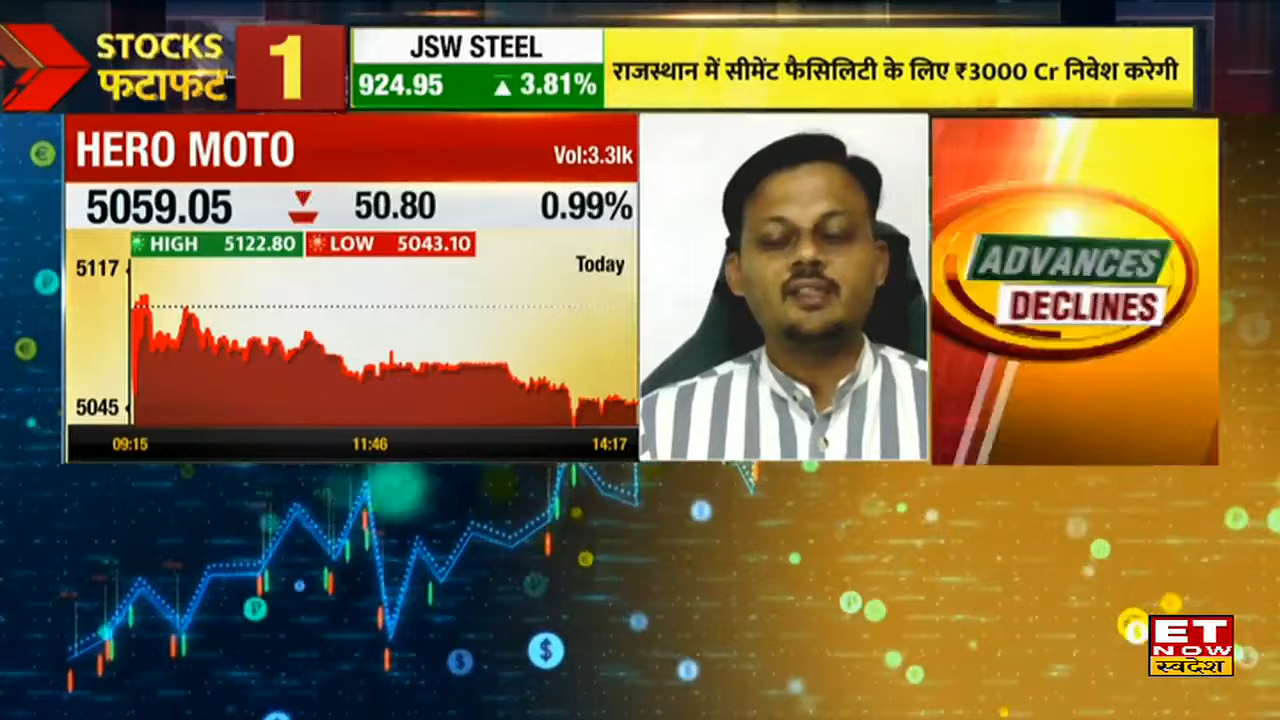 STOCKS
फटाफट
1
JSW STEEL
924.95 3.81%
राजस्थान में सीमेंट फैसिलिटी के लिए ₹3000 Cr निवेश करेगी
HERO MOTO
Vol:3.3lk
5059.05 50.80 0.99%
HIGH 5122.80 LOW 5043.10
Today
5117
5045
09:15 11:46 14:17
ADVANCES
DECLINES
ET
NOW
स्वदेश